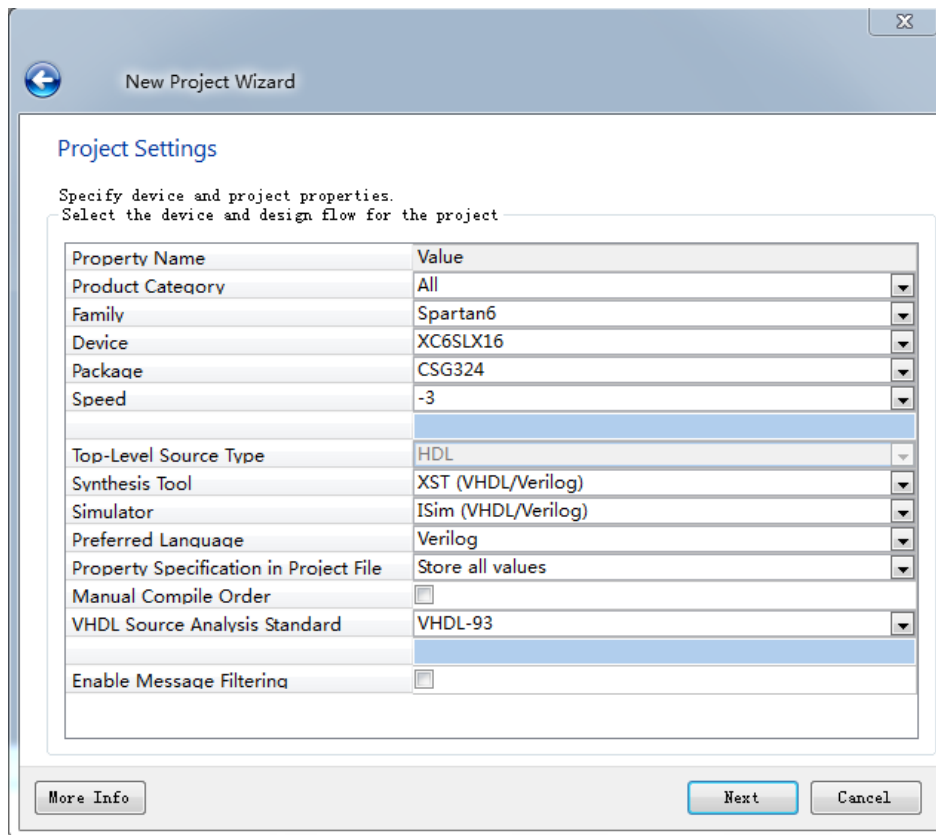 New Project Wizard
Project Settings
Specify device and project properties.
Select the device and design flow for the project
Property Name Value
Product Category All
Family Spartan6
Device XC6SLX16
Package CSG324
Speed -3
Top-Level Source Type HDL
Synthesis Tool XST (VHDL/Verilog)
Simulator ISim (VHDL/Verilog)
Preferred Language Verilog
Property Specification in Project File Store all values
Manual Compile Order
VHDL Source Analysis Standard VHDL-93
Enable Message Filtering
More Info Next Cancel